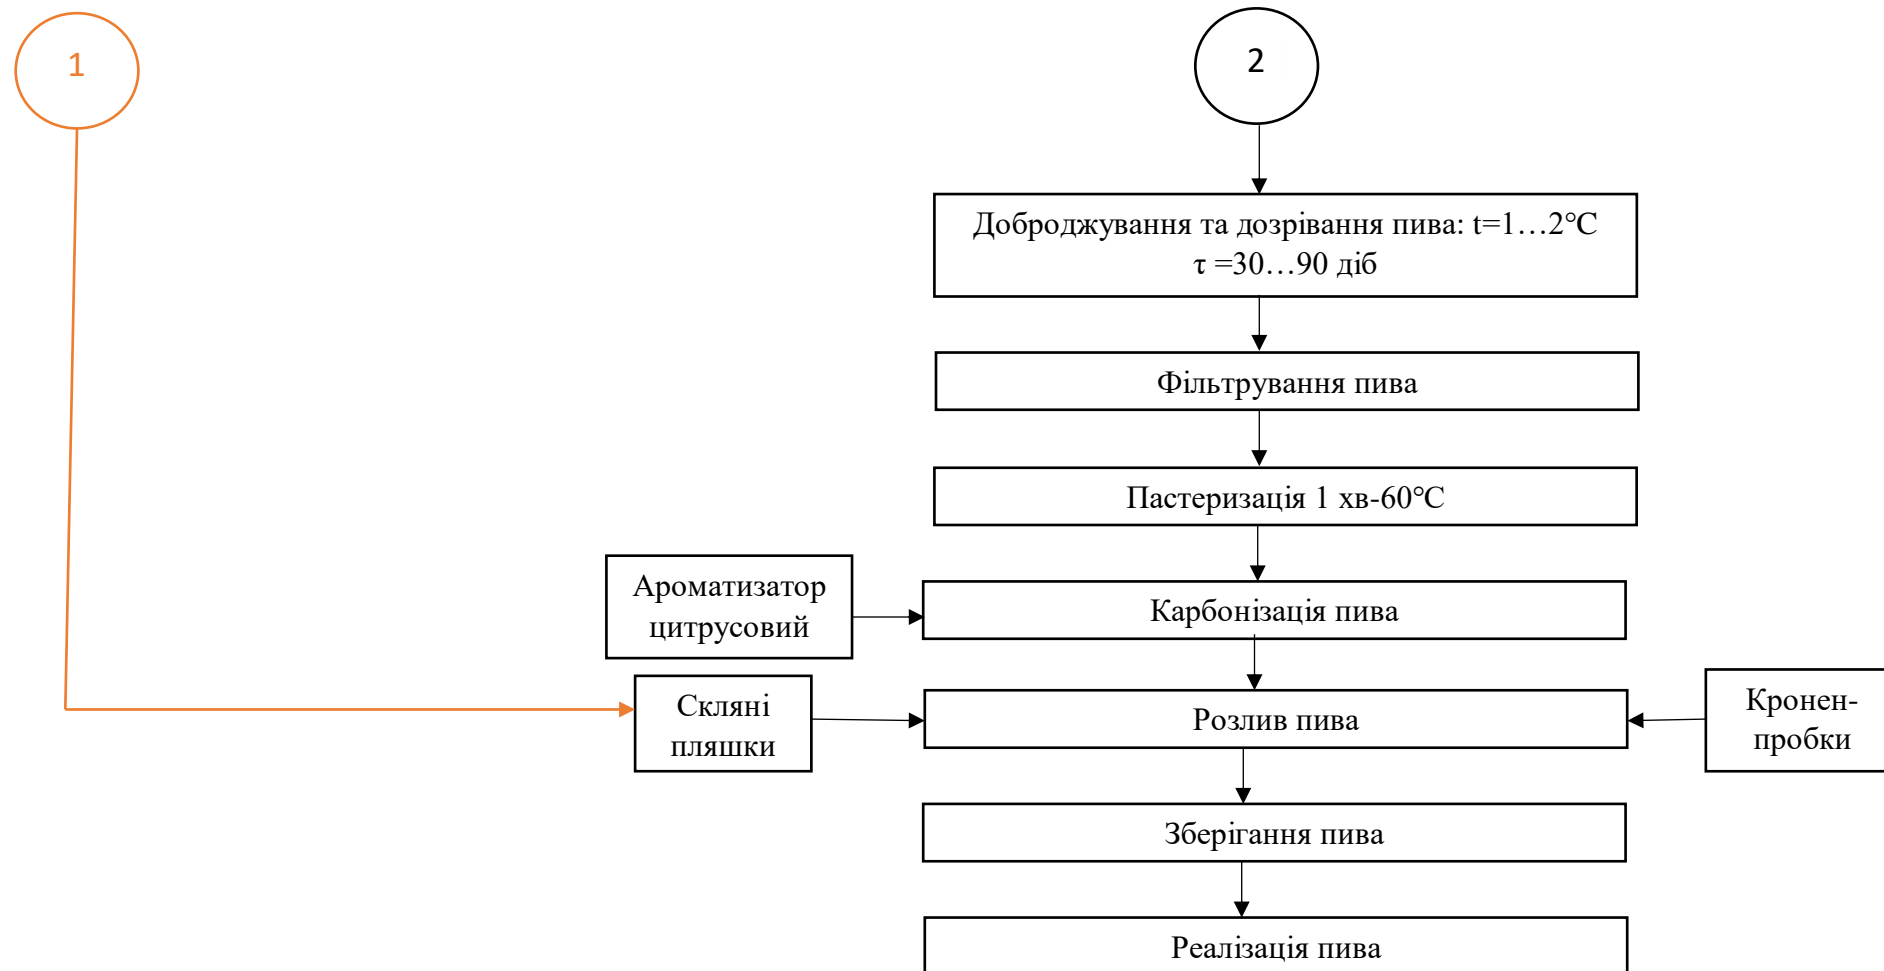 1
2
Доброджування та дозрівання пива: t=1…2°С
τ =30…90 діб
Фільтрування пива
Пастеризація 1 хв-60°С
Ароматизатор
цитрусовий
Карбонізація пива
Скляні
пляшки
Розлив пива
Кронен-
пробки
Зберігання пива
Реалізація пива